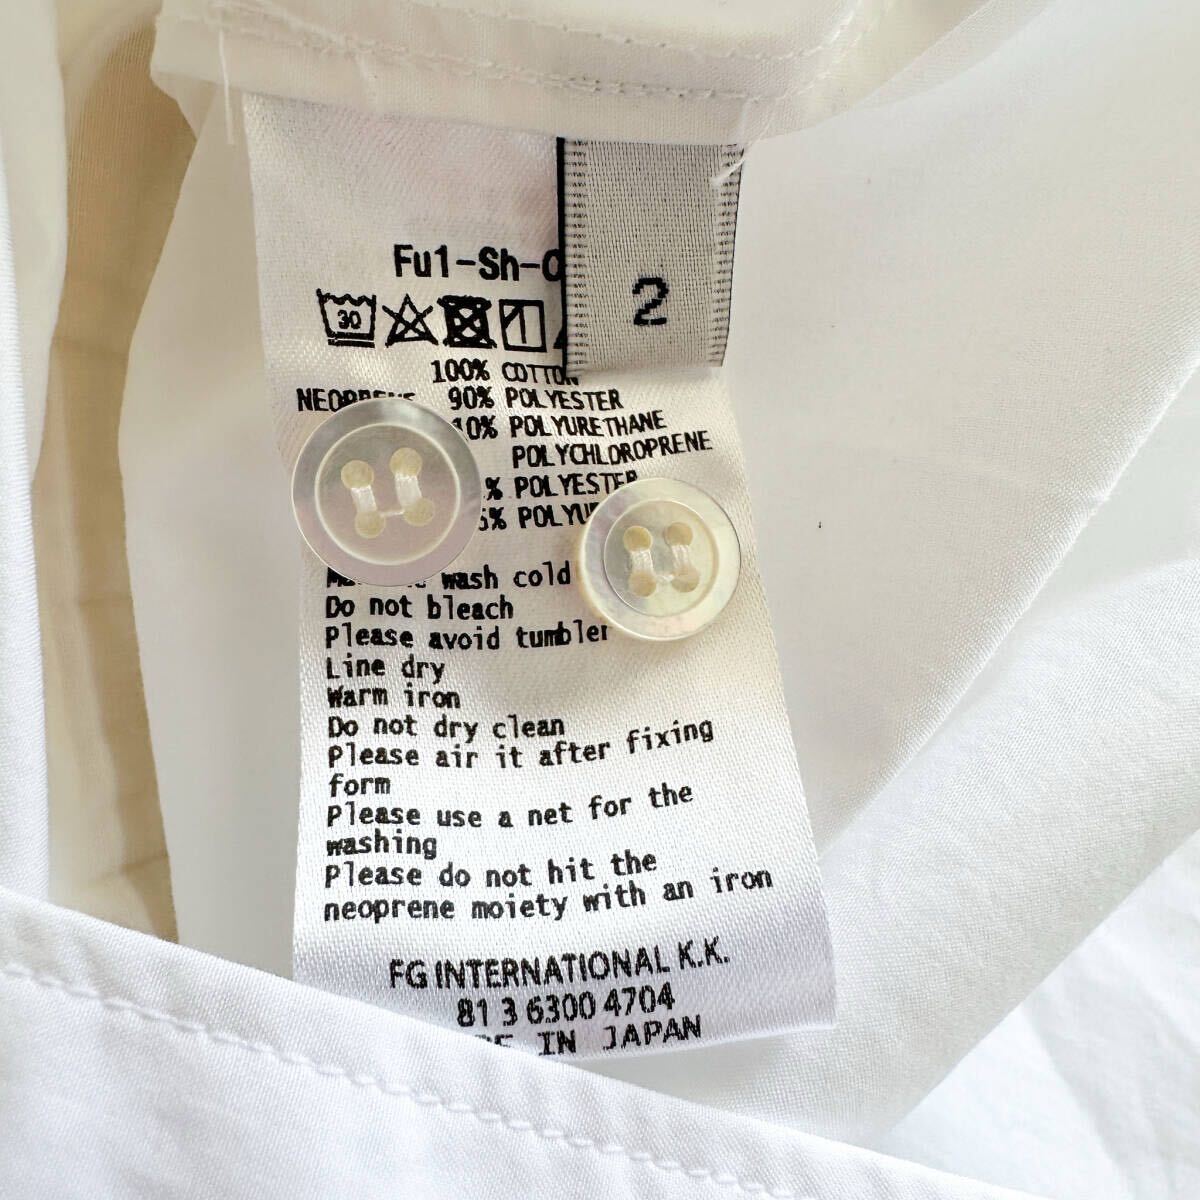 Fu1-Sh-
2
30
100% COTTON
90% POLYESTER
10% POLYURETHANE
POLYCHLOROPRENE
% POLYESTER
5%
wash cold
Do not bleach
Please avoid tumbler
Line dry
Warm iron
Do not dry clean
Please air it after fixing
form
Please use a net for the
washing
Please do not hit the
neoprene moiety with an iron
FG INTERNATIONAL K.K.
81 3 6300 4704
IN JAPAN